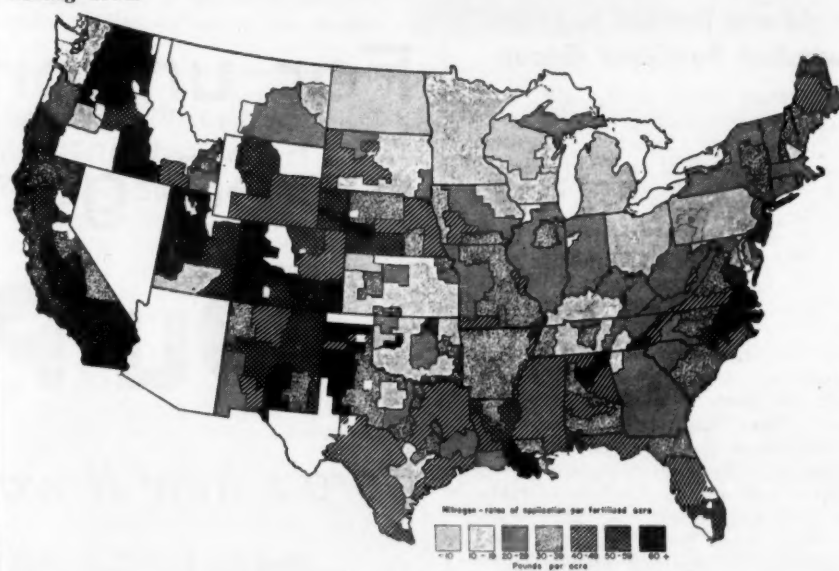 Nitrogen - rates of application per fertilized acre
<10 10-19 20-29 30-39 40-49 50-59 60+
Pounds per acre